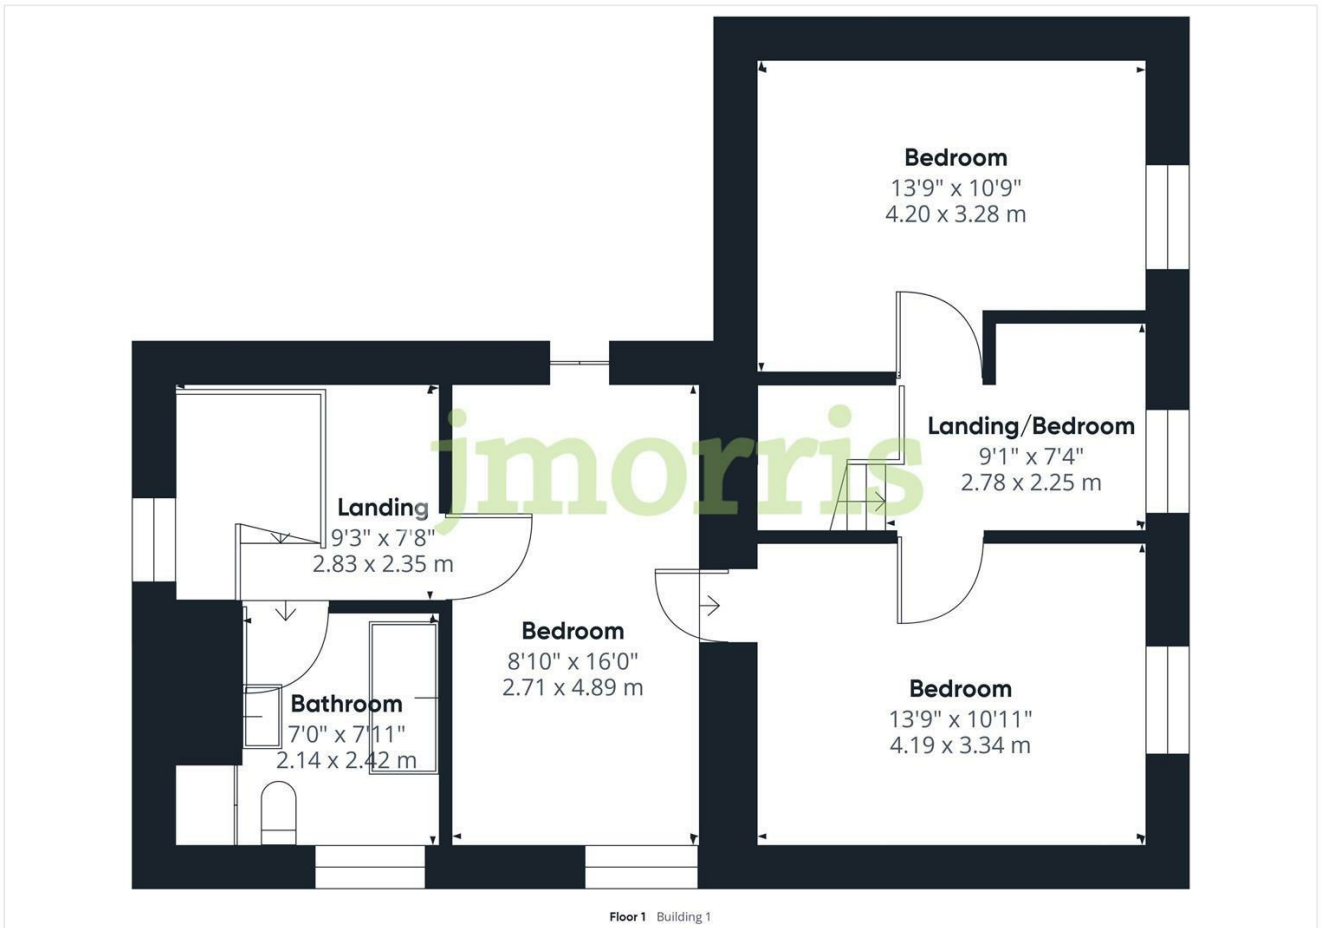 Bedroom
13'9" x 10'9"
4.20 x 3.28 m
Landing/Bedroom
9'1" x 7'4"
2.78 x 2.25 m
jmorris
Landing
9'3" x 7'8"
2.83 x 2.35 m
Bedroom
8'10" x 16'0"
2.71 x 4.89 m
Bathroom
7'0" x 7'11"
2.14 x 2.42 m
Bedroom
13'9" x 10'11"
4.19 x 3.34 m
Floor 1 Building 1